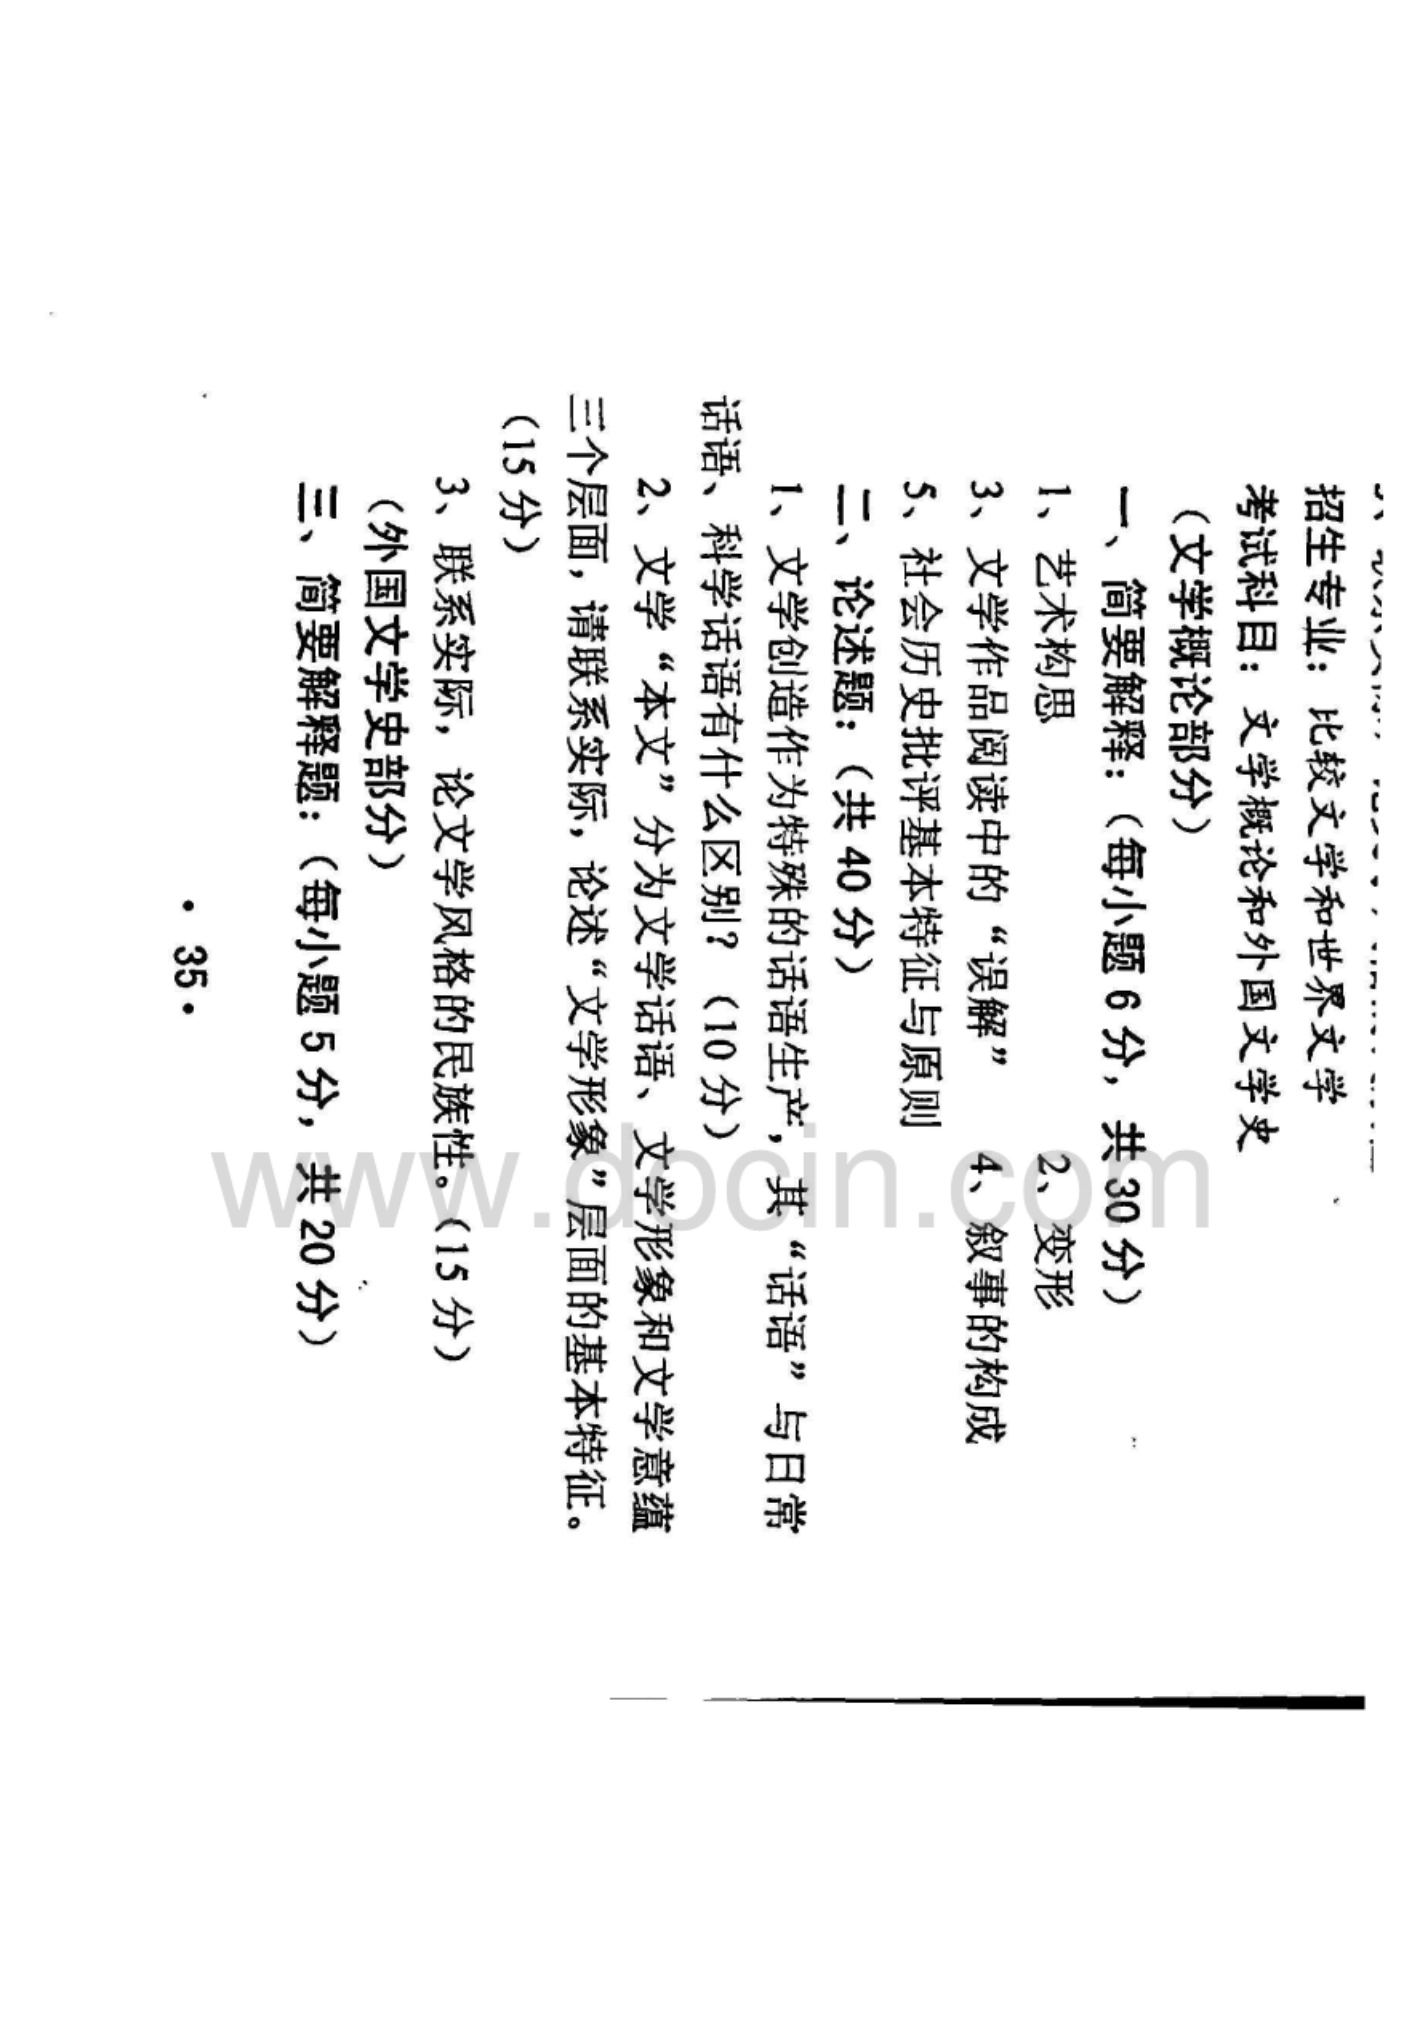 招生专业：比较文学和世界文学
考试科目：文学概论和外国文学史
（文学概论部分）
一、简要解释：（每小题6分，共30分）
1、艺术构思 2、变形
3、文学作品阅读中的“误解” 4、叙事的构成
5、社会历史批评基本特征与原则
二、论述题：（共40分）
1、文学创造作为特殊的话语生产，其“话语”与日常
话语、科学话语有什么区别？（10分）
2、文学“本文”分为文学话语、文学形象和文学意蕴
三个层面，请联系实际，论述“文学形象”层面的基本特征。
（15分）
3、联系实际，论文学风格的民族性。（15分）
（外国文学史部分）
三、简要解释题：（每小题5分，共20分）
·35·
www.docin.com